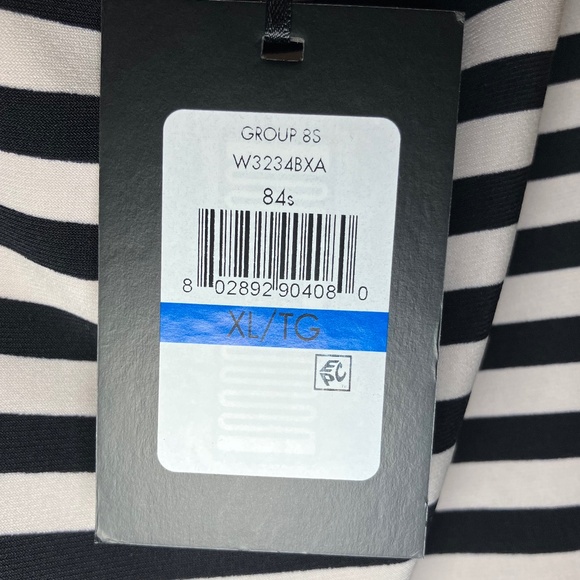 GROUP 8S
W3234BXA
84s
8 02892 90408 0
XL/TG
EPC